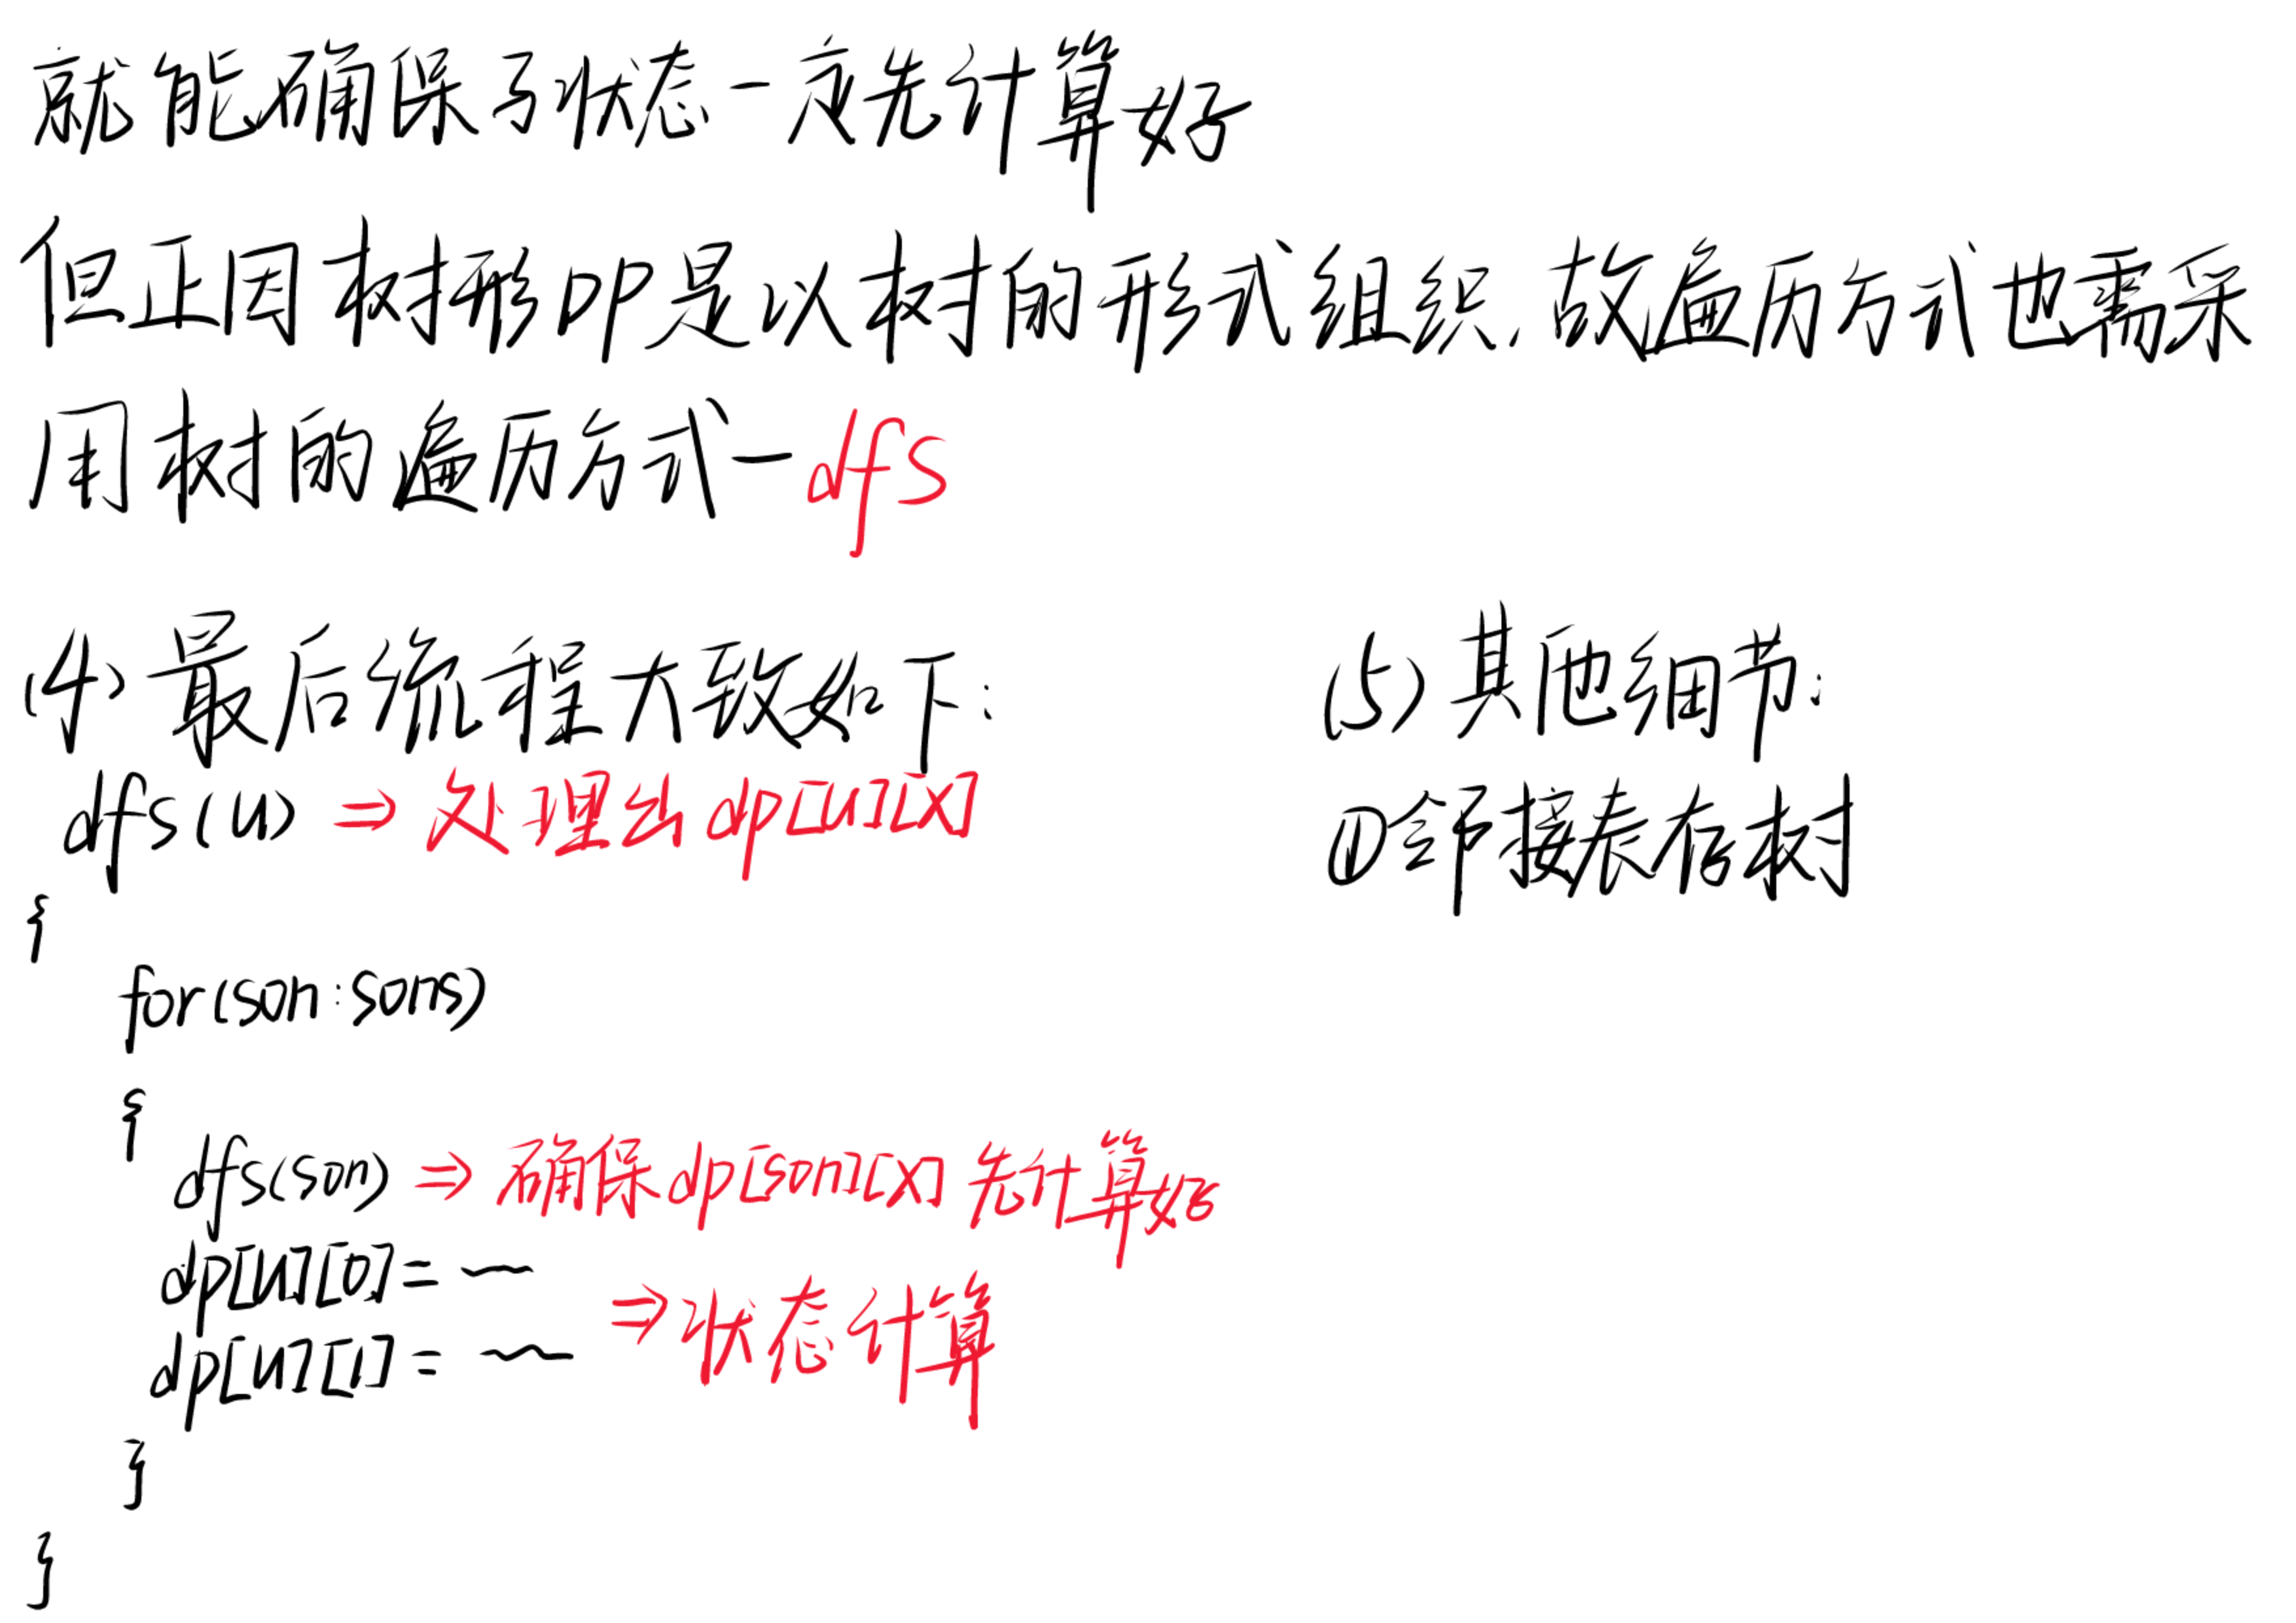 就能确保子状态一定先计算好
但正因树形DP是以树的形式组织.故遍历方式也需采
用树的遍历方式—dfs
(4)最后流程大致如下:
dfs(u) ⇒ 处理出dp[u][x]
{
for(son:sons)
{
dfs(son) ⇒ 确保dp[son][x]先计算好
dp[u][0]= ~
dp[u][1]= ~ ⇒状态计算
}
}
(5)其他细节:
①邻接表存树